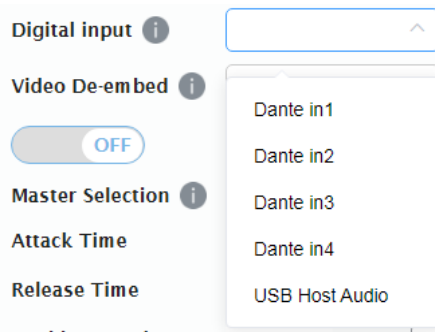 Digital input
Video De-embed
OFF
Master Selection
Attack Time
Release Time
Dante in1
Dante in2
Dante in3
Dante in4
USB Host Audio